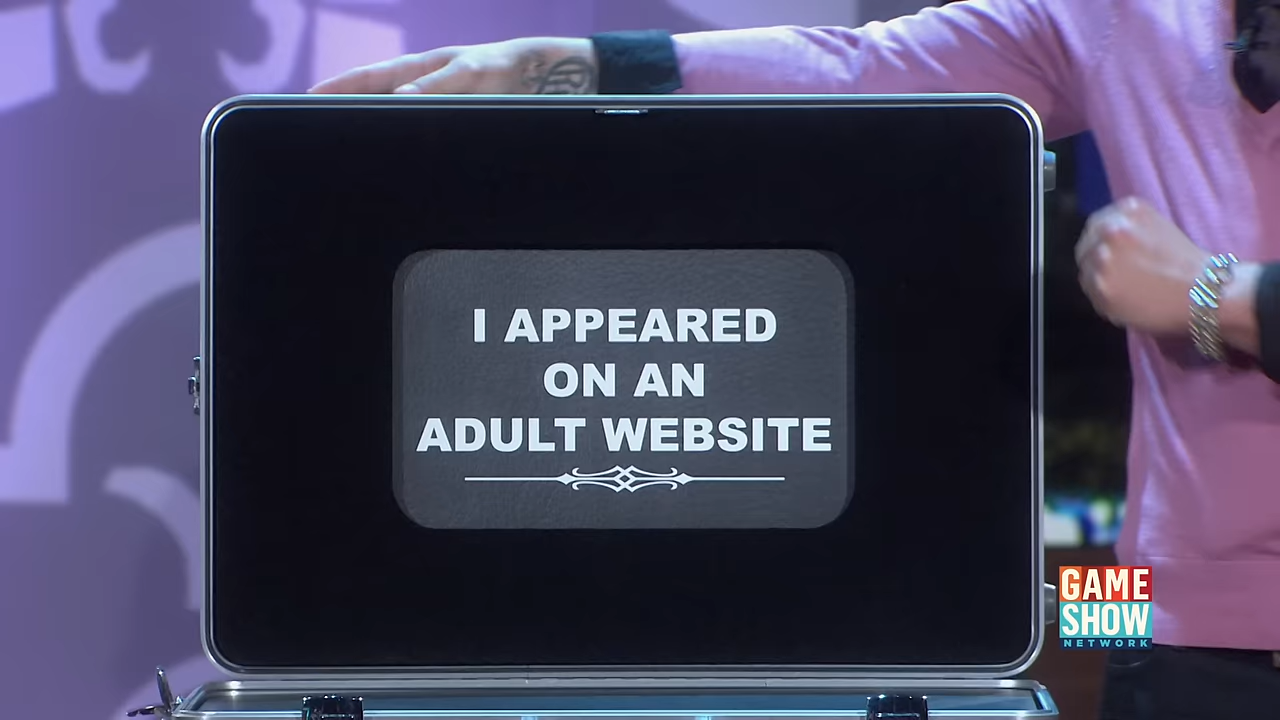 I APPEARED
ON AN
ADULT WEBSITE
GAME
SHOW
NETWORK